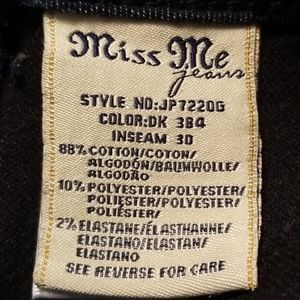 Miss Me
jeans
STYLE NO:JP7220G
COLOR:DK 384
INSEAM 30
88% COTTON/COTON/
ALGODÓN/BAUMWOLLE/
ALGODÃO
10% POLYESTER/POLYESTER/
POLIÉSTER/POLYESTER/
POLIÉSTER/
2% ELASTANE/ÉLASTHANNE/
ELASTANO/ELASTAN/
ELASTANO
SEE REVERSE FOR CARE